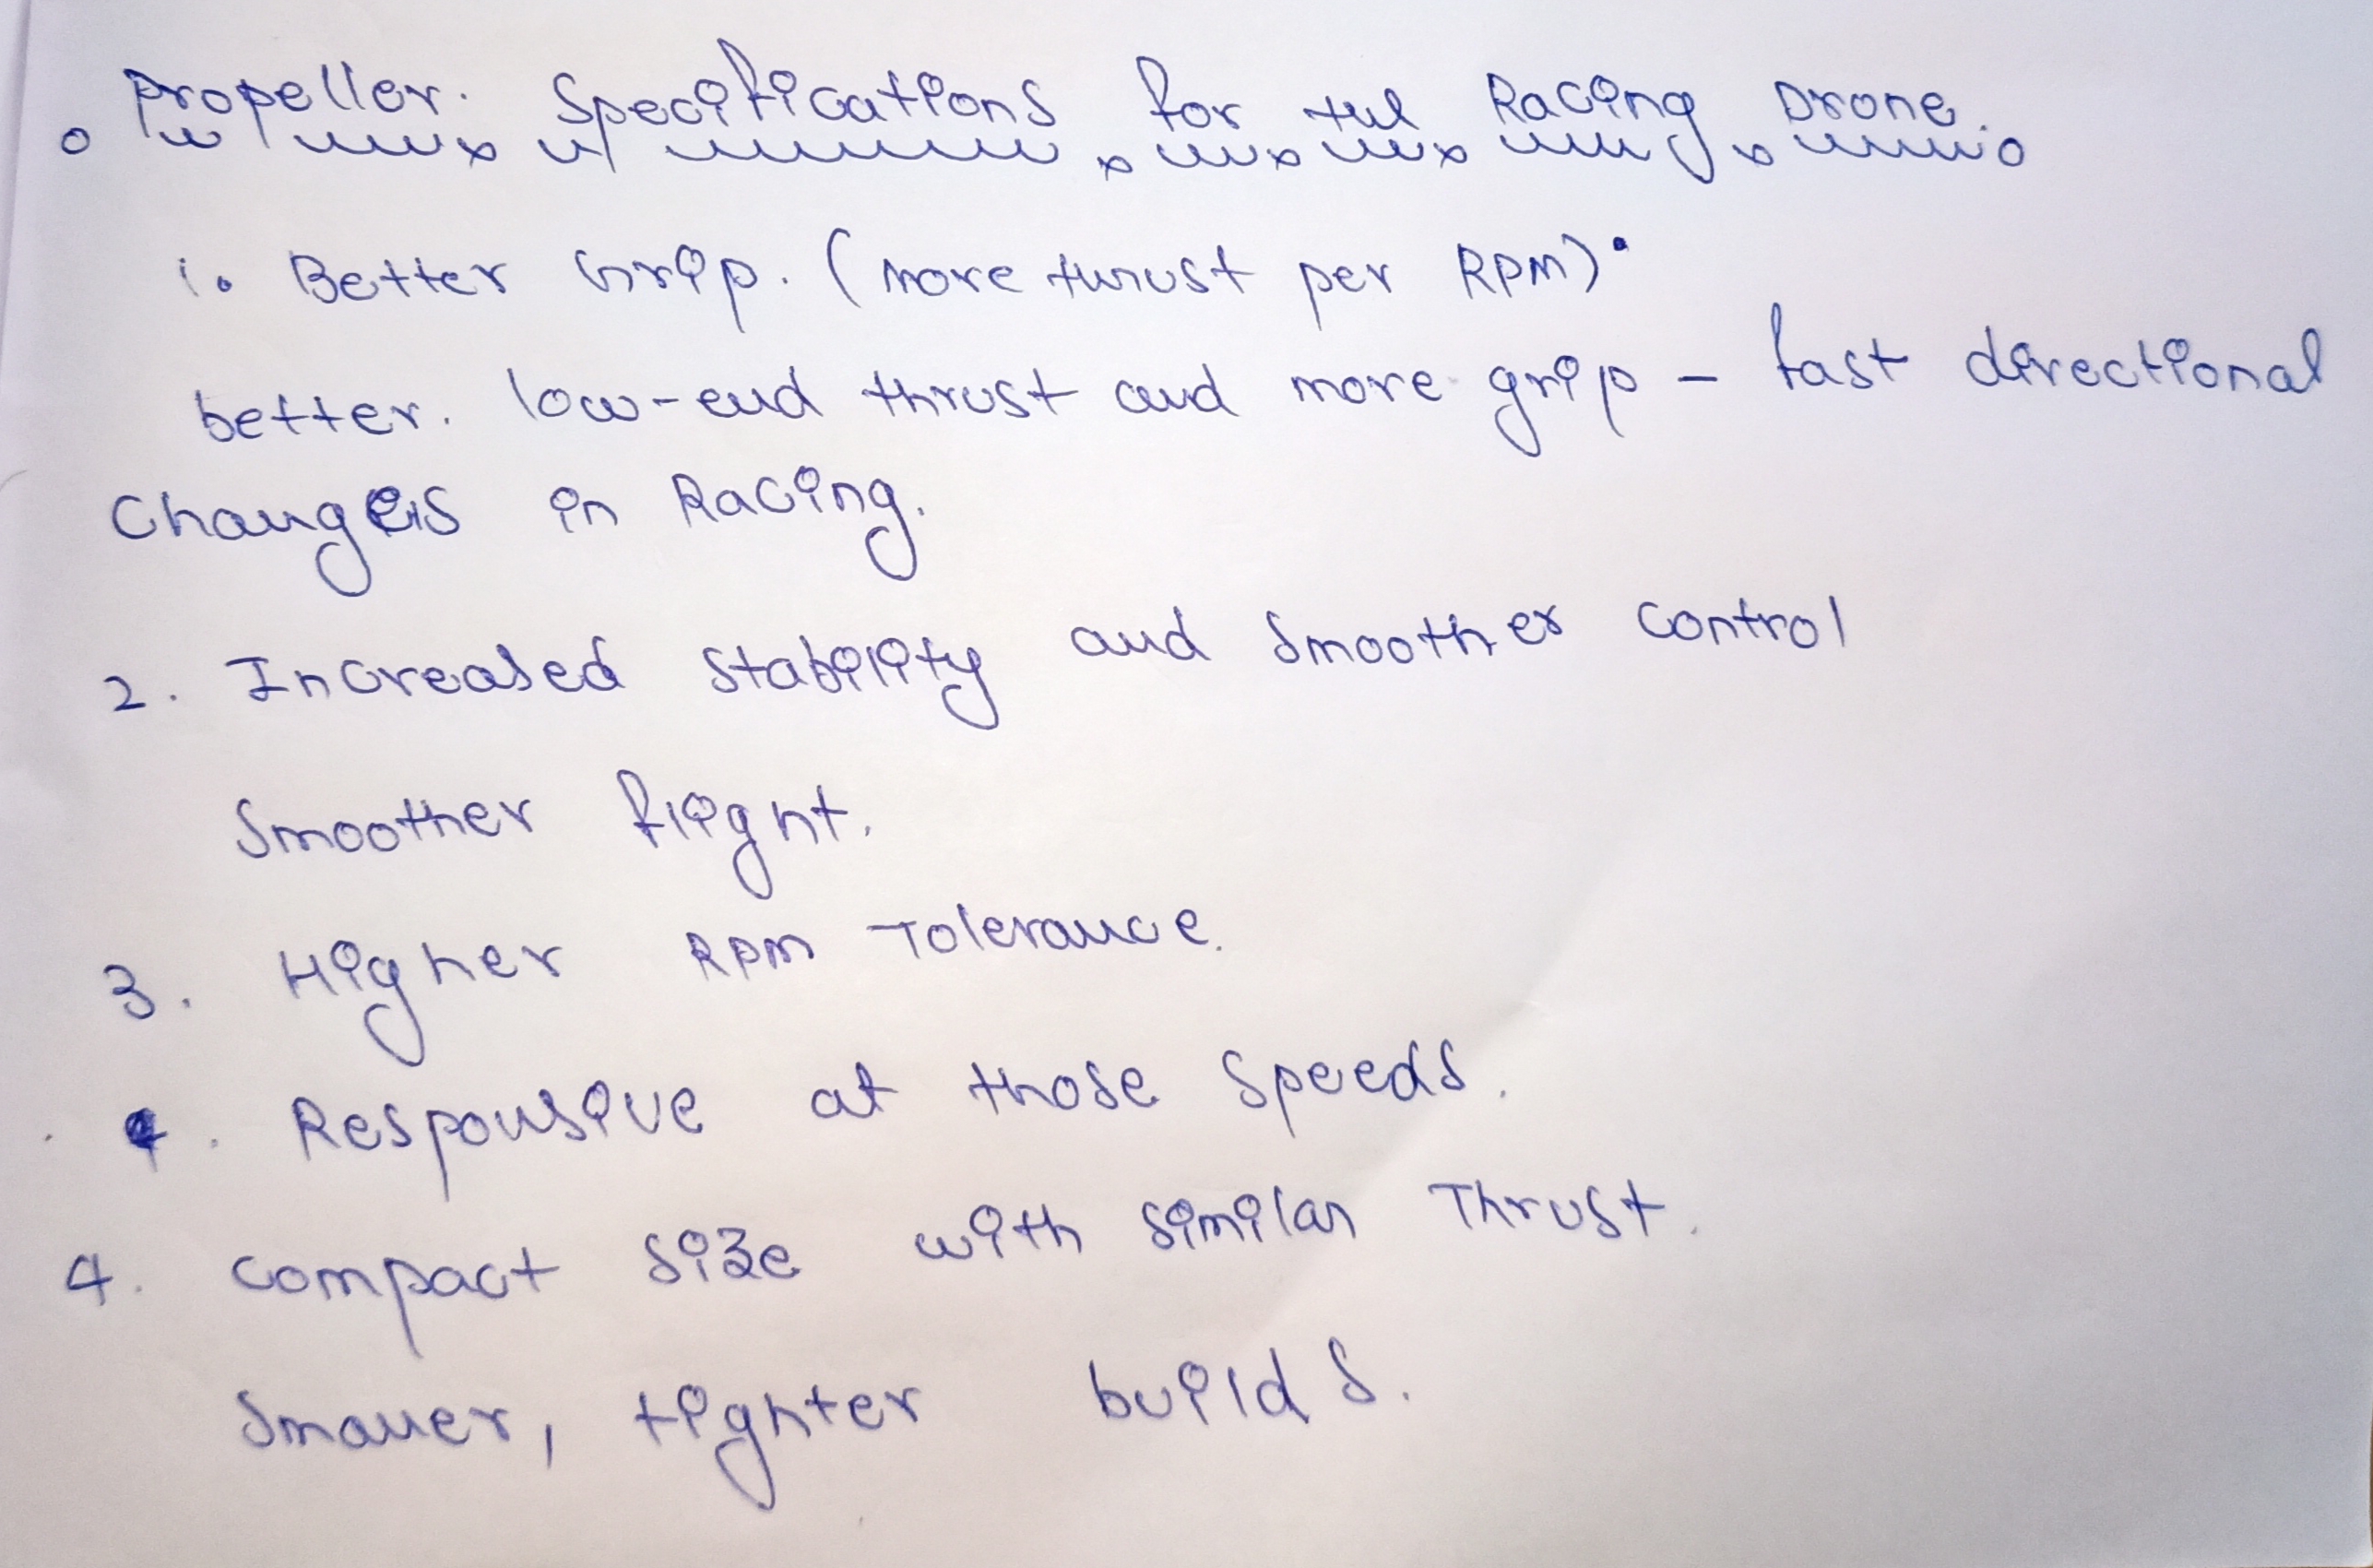 Propeller. Specifications for the Racing Drone.
1. Better Grip. (more thrust per RPM).
better. low-end thrust and more grip - fast directional
Changes in Racing.
2. Increased stability and smoother control
smoother flight.
3. Higher RPM Tolerance.
. Responsive at those speeds.
4. compact size with similar Thrust.
smaller, tighter builds.